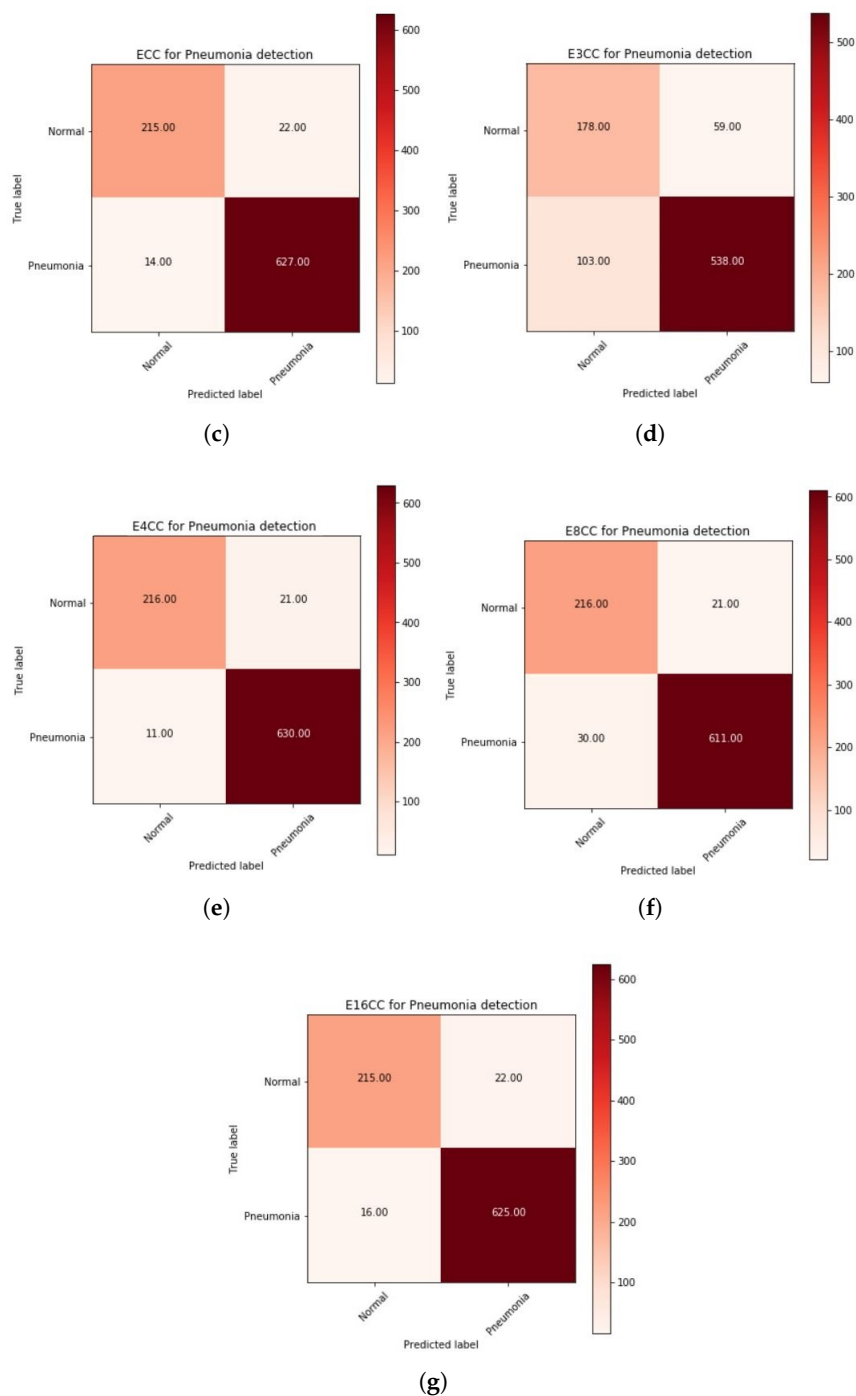 ECC for Pneumonia detection
Normal
215.00
22.00
Pneumonia
14.00
627.00
Normal
Pneumonia
True label
Predicted label
600
500
400
300
200
100
(c)
E3CC for Pneumonia detection
Normal
178.00
59.00
Pneumonia
103.00
538.00
Normal
Pneumonia
True label
Predicted label
500
400
300
200
100
(d)
E4CC for Pneumonia detection
Normal
216.00
21.00
Pneumonia
11.00
630.00
Normal
Pneumonia
True label
Predicted label
600
500
400
300
200
100
(e)
E8CC for Pneumonia detection
Normal
216.00
21.00
Pneumonia
30.00
611.00
Normal
Pneumonia
True label
Predicted label
600
500
400
300
200
100
(f)
E16CC for Pneumonia detection
Normal
215.00
22.00
Pneumonia
16.00
625.00
Normal
Pneumonia
True label
Predicted label
600
500
400
300
200
100
(g)